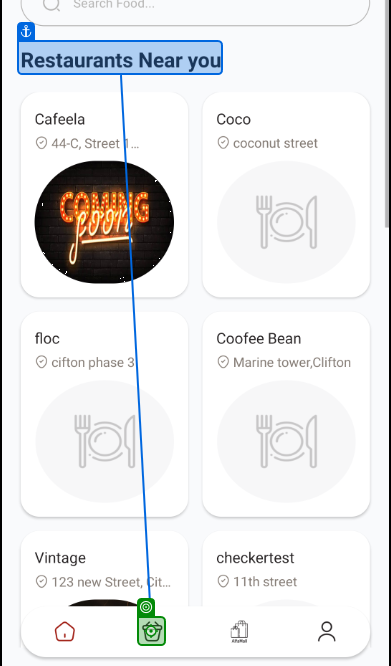 Search Food...
Restaurants Near you
Cafeela
44-C, Street 1...
COMING
soon
Coco
coconut street
floc
cifton phase 3
Coofee Bean
Marine tower,Clifton
Vintage
123 new Street, Cit...
checkertest
11th street